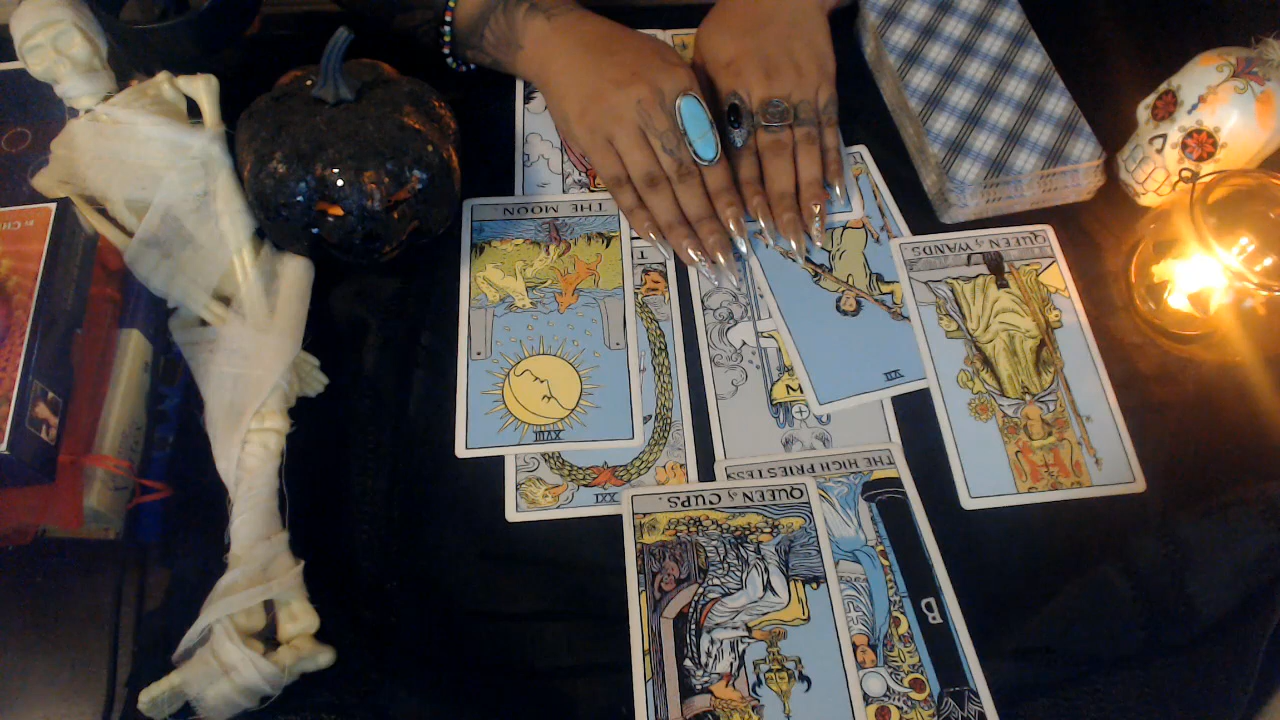 THE MOON.
XVIII
XXI
VII
QUEEN of WANDS
THE HIGH PRIESTESS
B
QUEEN of CUPS.